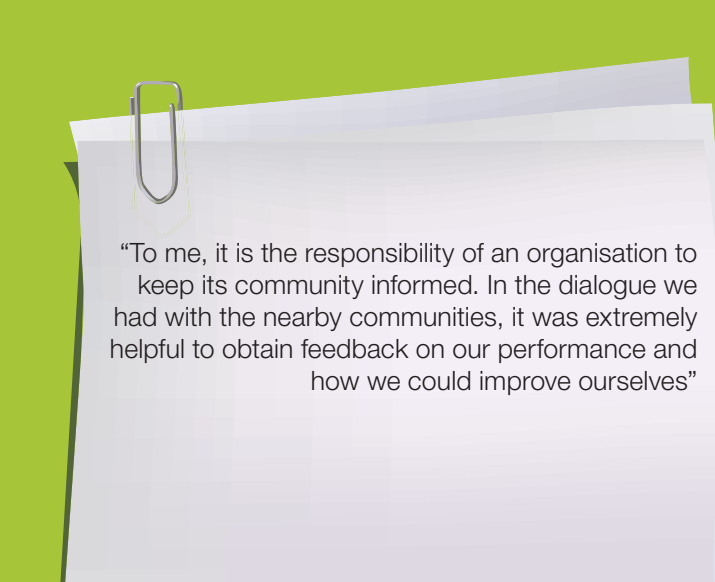 “To me, it is the responsibility of an organisation to
keep its community informed. In the dialogue we
had with the nearby communities, it was extremely
helpful to obtain feedback on our performance and
how we could improve ourselves”